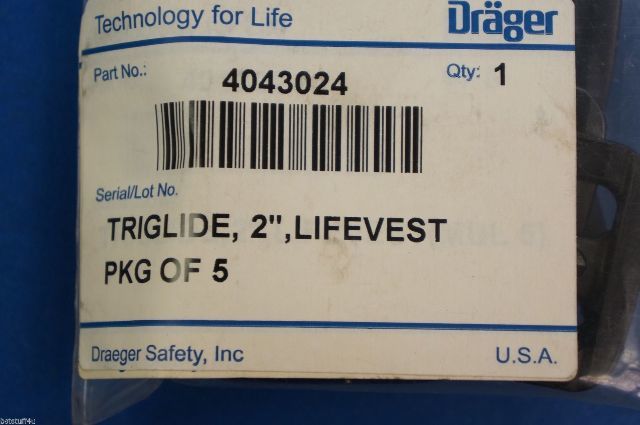 Technology for Life
Dräger
Part No.:
4043024
Qty: 1
Serial/Lot No.
TRIGLIDE, 2",LIFEVEST
PKG OF 5
Draeger Safety, Inc
U.S.A.
botstuff4u